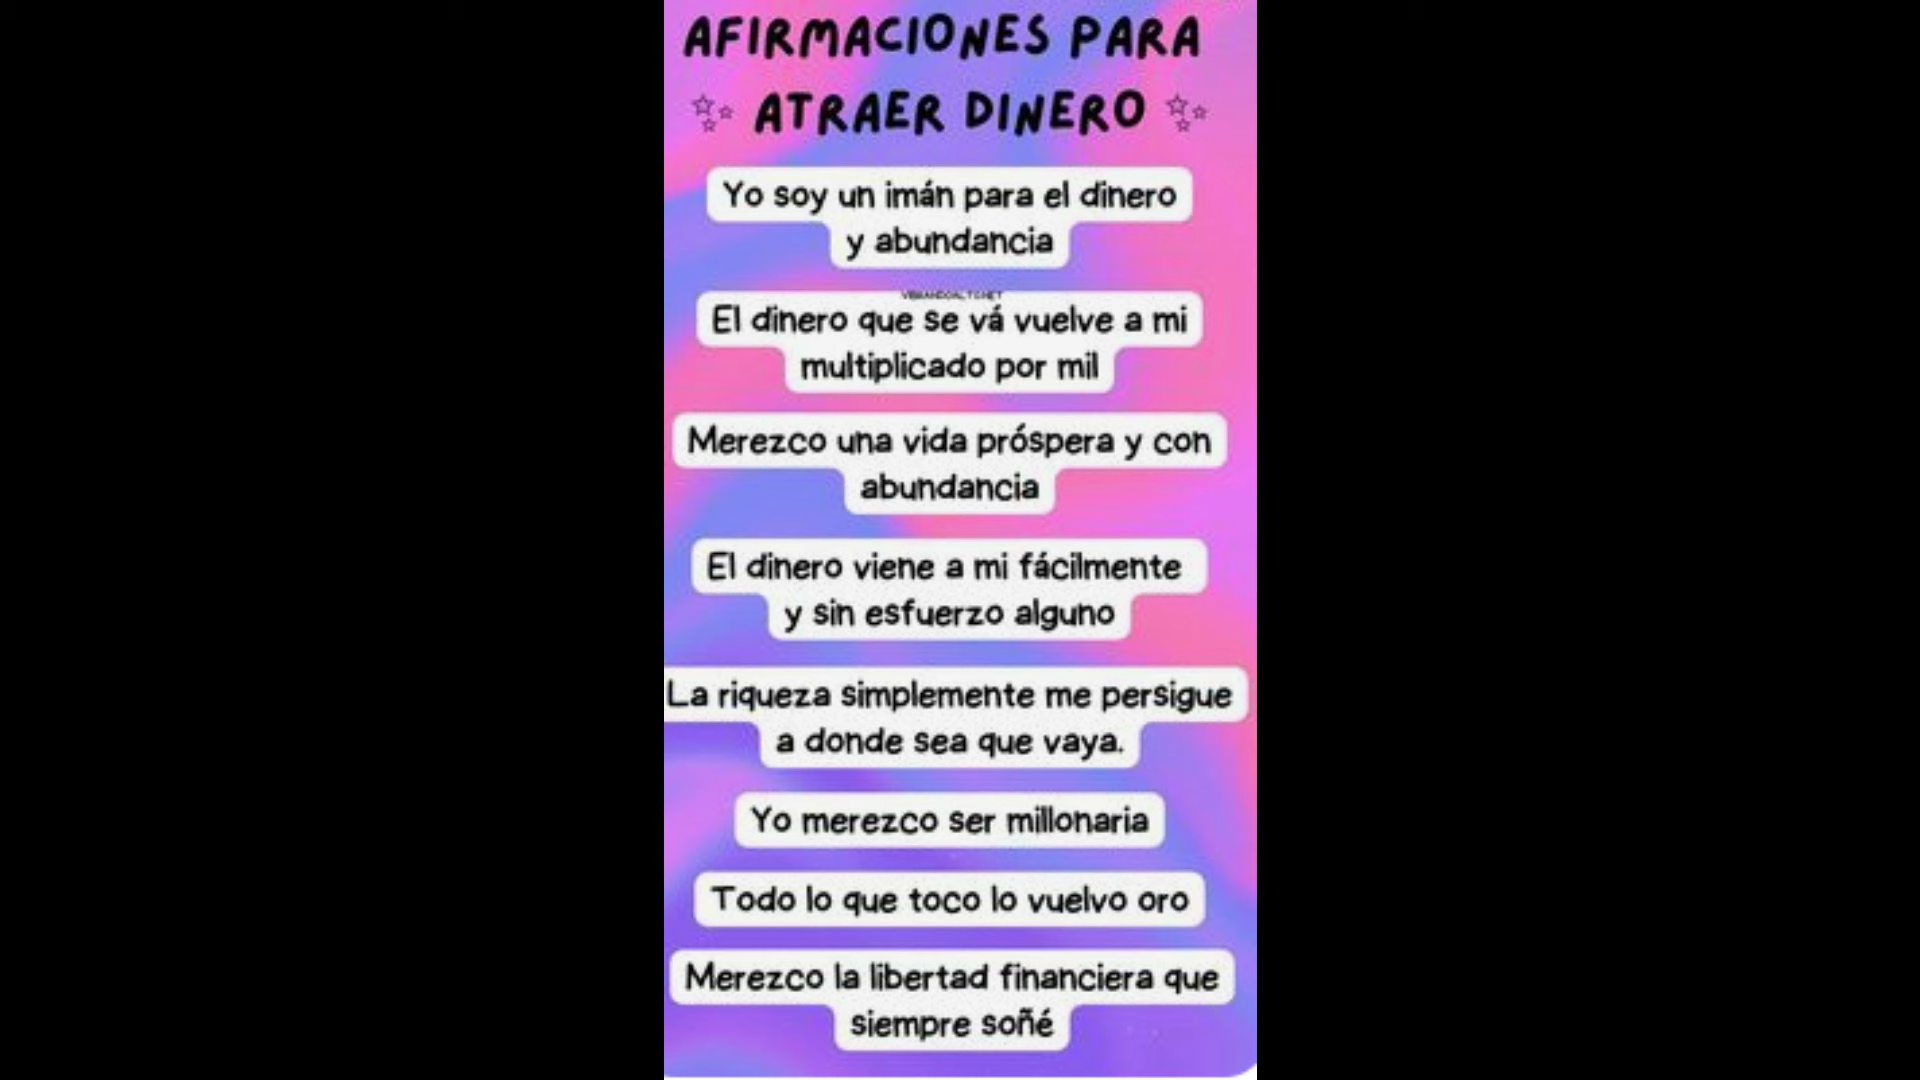 AFIRMACIONES PARA
ATRAER DINERO
Yo soy un imán para el dinero
y abundancia
VIBRANDOALTO.NET
El dinero que se vá vuelve a mi
multiplicado por mil
Merezco una vida próspera y con
abundancia
El dinero viene a mi fácilmente
y sin esfuerzo alguno
La riqueza simplemente me persigue
a donde sea que vaya.
Yo merezco ser millonaria
Todo lo que toco lo vuelvo oro
Merezco la libertad financiera que
siempre soñé